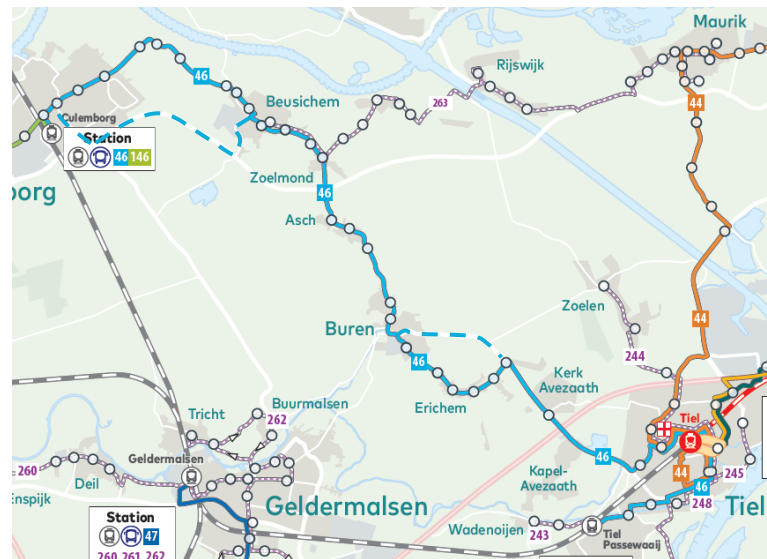 Maurik
Rijswijk
46
Beusichem
263
44
Culemborg
Station
46 146
Zoelmond
borg
46
Asch
Zoelen
Buren
44
46
244
Kerk
Avezaath
Erichem
Tricht
262
Buurmalsen
Tiel
260
Geldermalsen
Deil
Enspijk
Kapel-
Avezaath
46
44
46
245
248
Geldermalsen
Tiel
Station
47
260 261 262
Wadenoijen
243
Tiel
Passewaaij